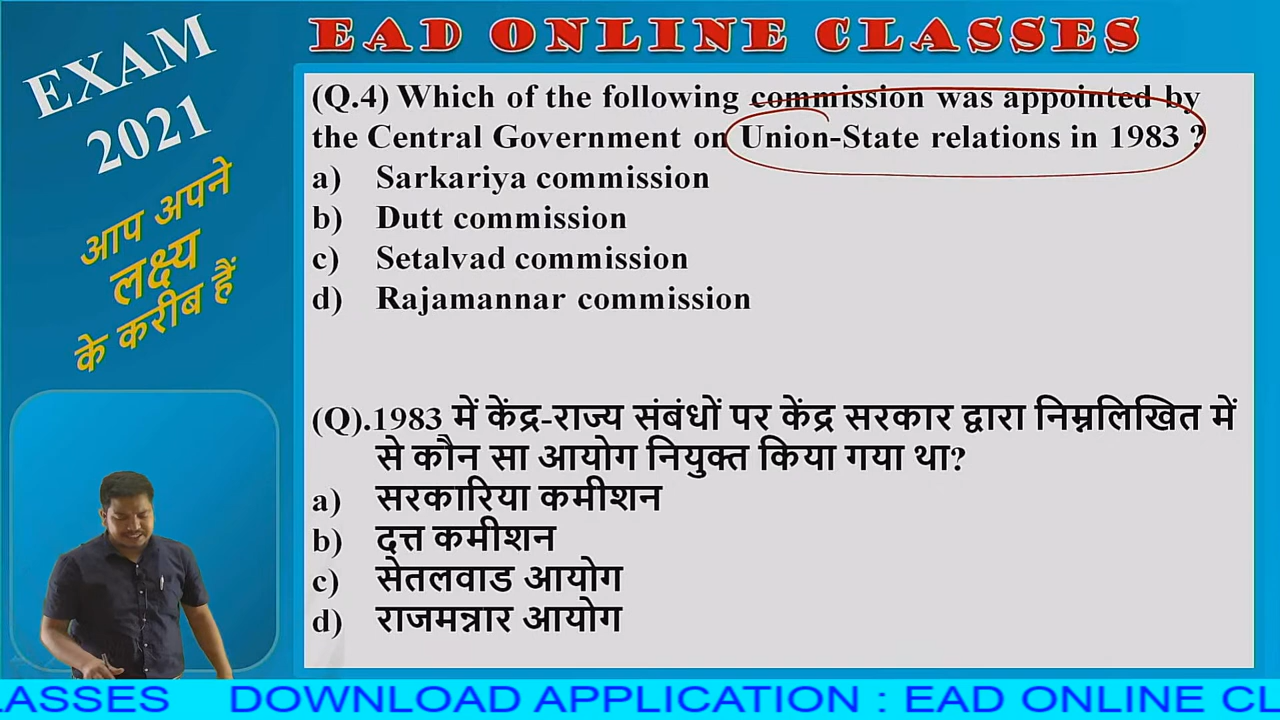 EAD ONLINE CLASSES
EXAM
2021
आप अपने
लक्ष्य
के करीब हैं
(Q.4) Which of the following commission was appointed by
the Central Government on Union-State relations in 1983 ?
a) Sarkariya commission
b) Dutt commission
c) Setalvad commission
d) Rajamannar commission
(Q).1983 में केंद्र-राज्य संबंधों पर केंद्र सरकार द्वारा निम्नलिखित में
से कौन सा आयोग नियुक्त किया गया था?
a) सरकारिया कमीशन
b) दत्त कमीशन
c) सेतलवाड आयोग
d) राजमन्नार आयोग
LASSES DOWNLOAD APPLICATION : EAD ONLINE CL